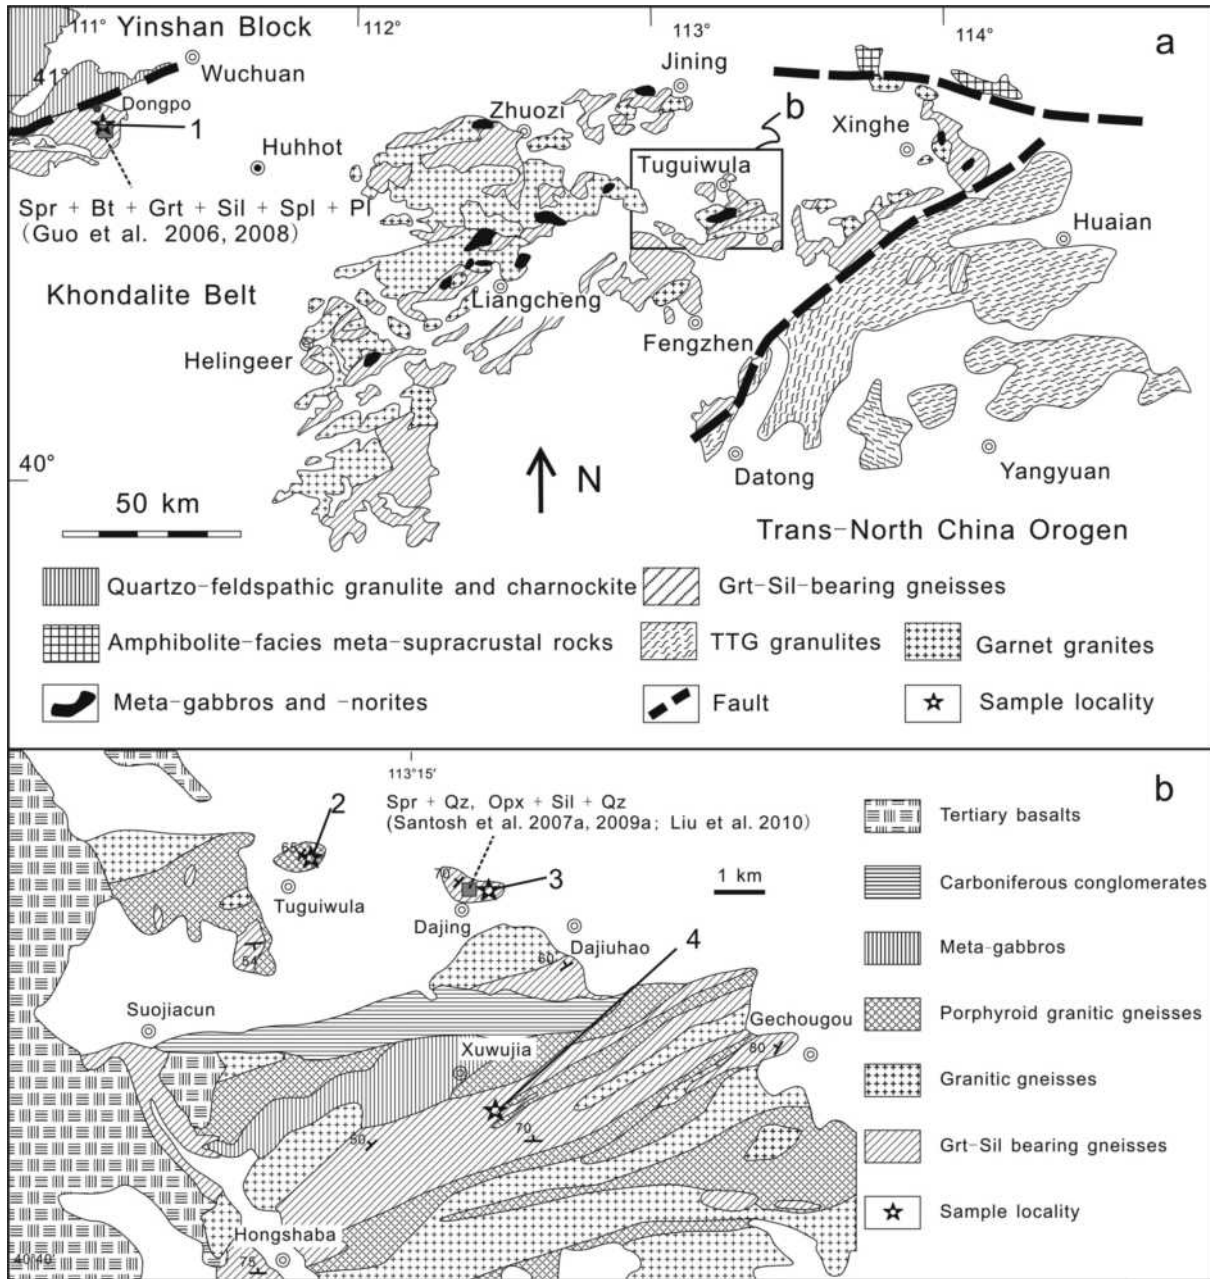 111°
112°
113°
114°
a
Yinshan Block
Jining
41°
Wuchuan
Dongpo
Zhuozi
b
1
Xinghe
Huhhot
Tuguiwula
Spr + Bt + Grt + Sil + Spl + Pl
(Guo et al. 2006, 2008)
Huaian
Khondalite Belt
Liangcheng
Helingeer
Fengzhen
40°
N
Datong
Yangyuan
50 km
Trans-North China Orogen
Quartzo-feldspathic granulite and charnockite
Grt-Sil-bearing gneisses
Amphibolite-facies meta-supracrustal rocks
TTG granulites
Garnet granites
Meta-gabbros and -norites
Fault
Sample locality
113°15′
b
Spr + Qz, Opx + Sil + Qz
(Santosh et al. 2007a, 2009a; Liu et al. 2010)
2
65
Tuguiwula
70
3
1 km
Dajing
Dajiuhao
4
54
60
Suojiacun
Gechougou
Xuwujia
80
50
70
Hongshaba
40°40′
75
Tertiary basalts
Carboniferous conglomerates
Meta-gabbros
Porphyroid granitic gneisses
Granitic gneisses
Grt-Sil bearing gneisses
Sample locality